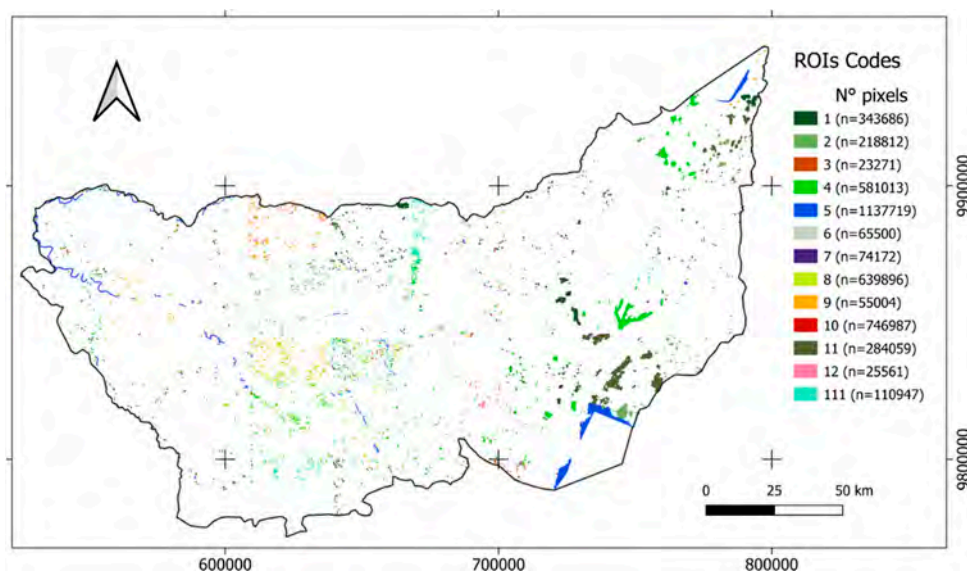 ROIs Codes
N° pixels
1 (n=343686)
2 (n=218812)
3 (n=23271)
4 (n=581013)
5 (n=1137719)
6 (n=65500)
7 (n=74172)
8 (n=639896)
9 (n=55004)
10 (n=746987)
11 (n=284059)
12 (n=25561)
111 (n=110947)
9900000
9800000
0 25 50 km
600000 700000 800000